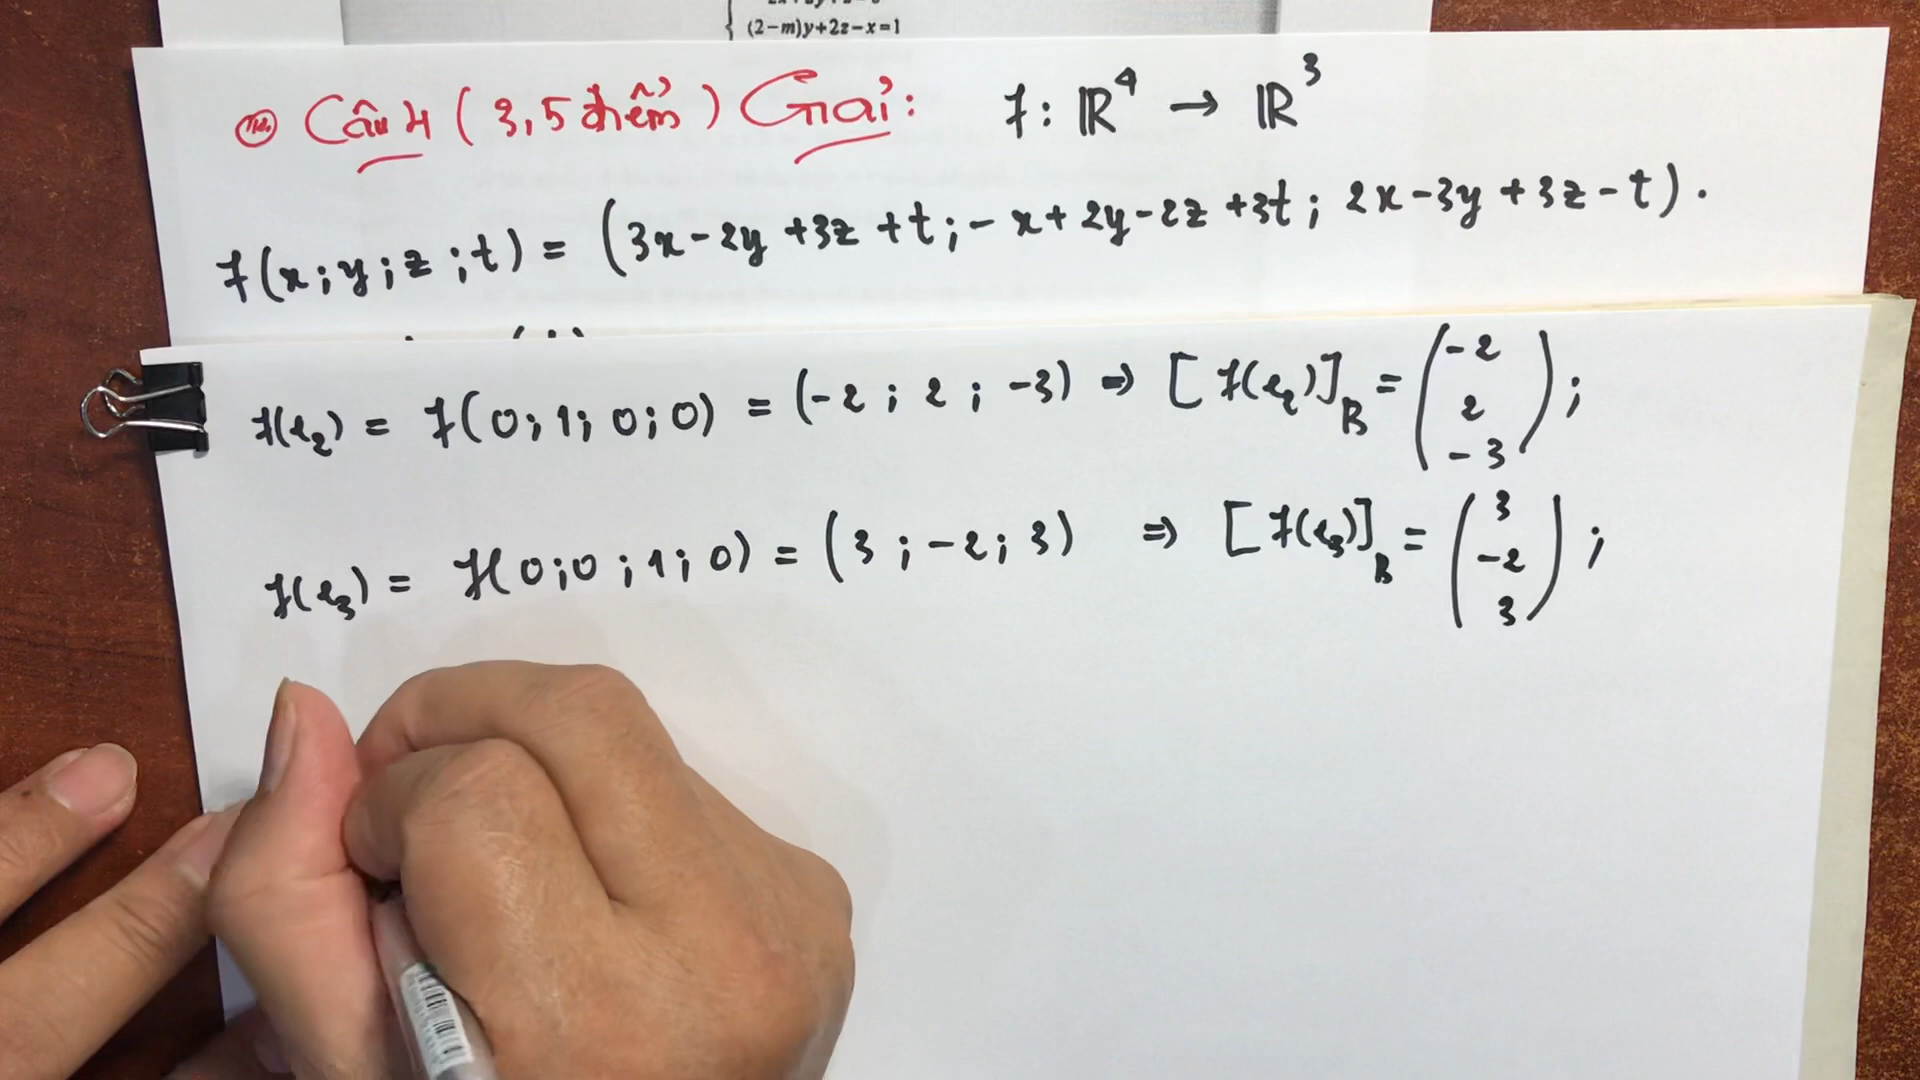 (2-m)y+2z-x=1
Câu 4 (3,5 điểm) Giải: f: ℝ⁴ → ℝ³
f(x;y;z;t) = (3x-2y+3z+t;-x+2y-2z+3t; 2x-3y+3z-t).
f(e₂) = f(0;1;0;0) = (-2; 2; -3) ⇒ [f(e₂)]_B = (-2 2 -3);
f(e₃) = f(0;0;1;0) = (3;-2;3) ⇒ [f(e₃)]_B = (3 -2 3);